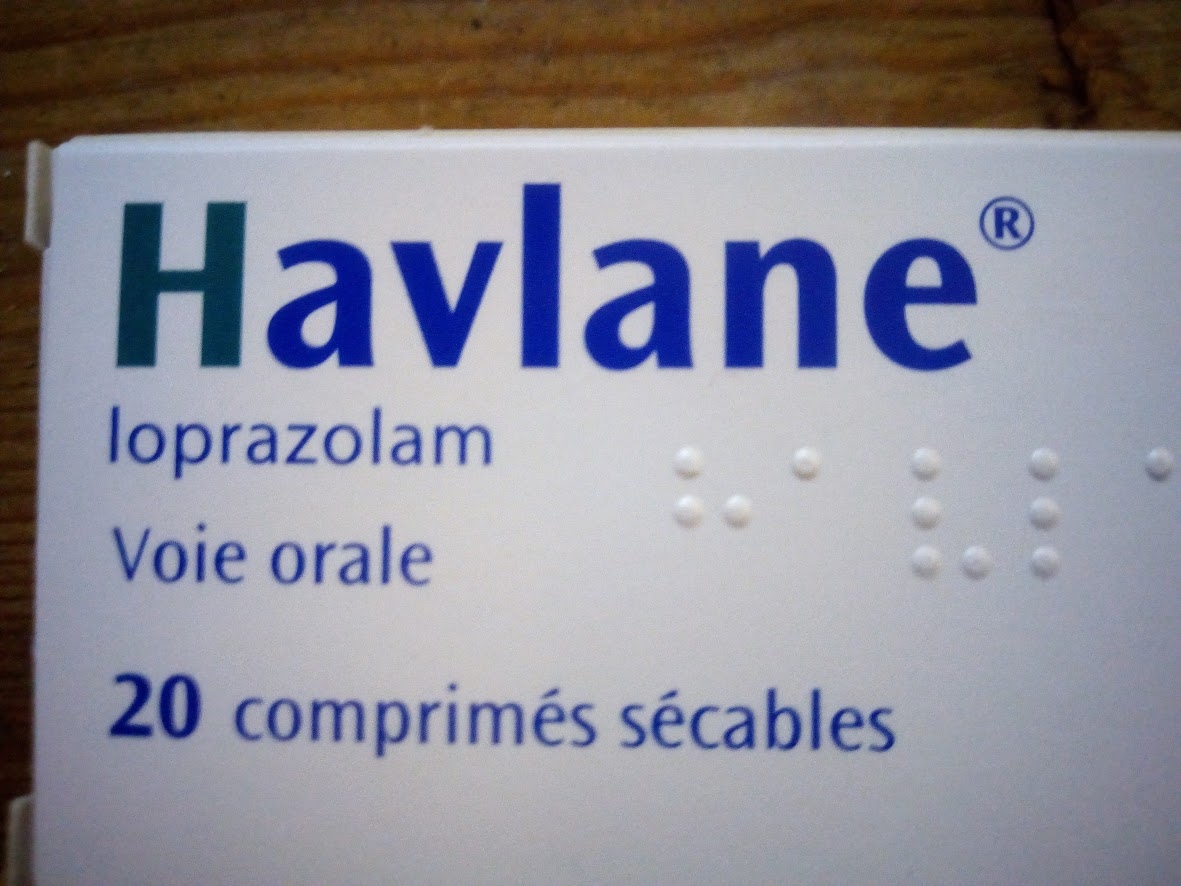 Havlane®
loprazolam
⠓⠁⠧⠇⠁
Voie orale
20 comprimés sécables